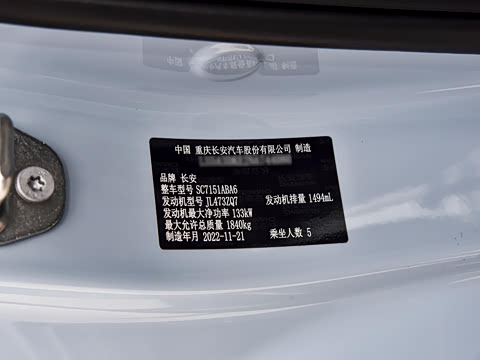 中国 重庆长安汽车股份有限公司 制造
品牌 长安
整车型号 SC7151ABA6
发动机型号 JL473ZQ7 发动机排量 1494mL
发动机最大净功率 133kW
最大允许总质量 1840kg
制造年月 2022-11-21 乘坐人数 5